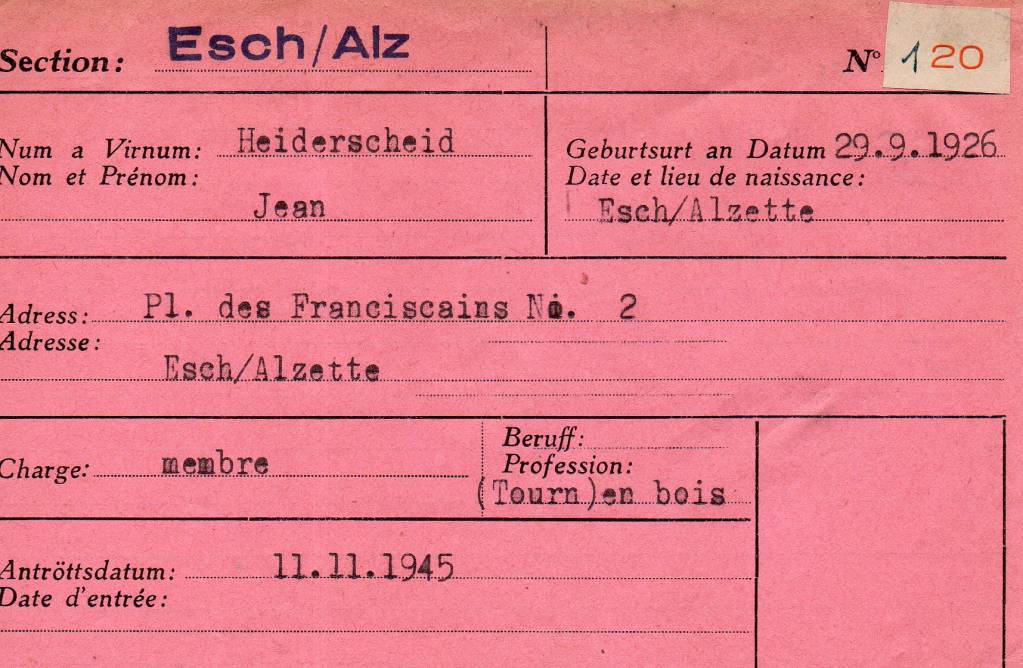 Section: Esch/Alz N° 120
Num a Virnum: Heiderscheid
Nom et Prénom:
Jean
Geburtsurt an Datum 29.9.1926
Date et lieu de naissance:
Esch/Alzette
Adress: Pl. des Franciscains No. 2
Adresse:
Esch/Alzette
Charge: membre
Beruff:
Profession:
(Tourn)en bois
Antröttsdatum: 11.11.1945
Date d'entrée: